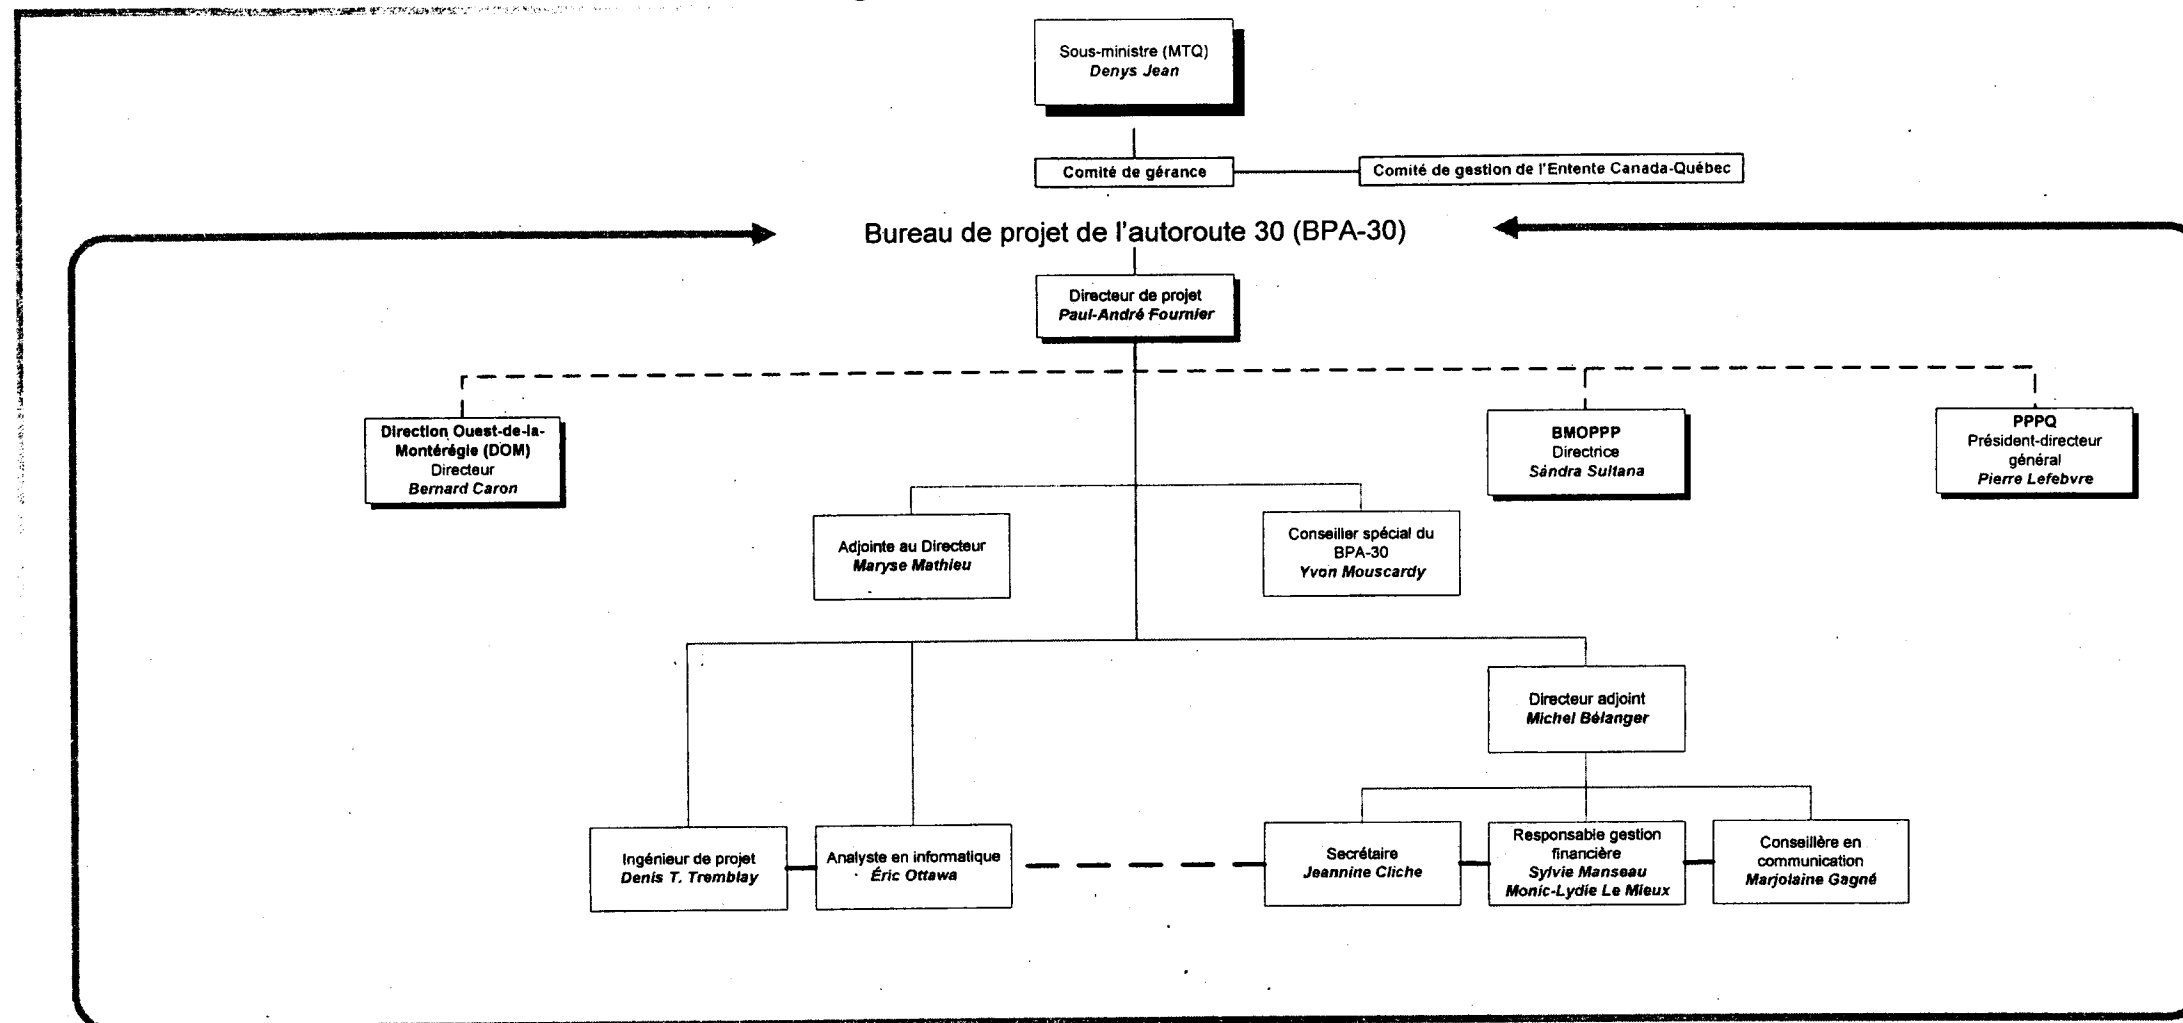 Sous-ministre (MTQ)
Denys Jean
Comité de gérance
Comité de gestion de l'Entente Canada-Québec
Bureau de projet de l'autoroute 30 (BPA-30)
Directeur de projet
Paul-André Fournier
Direction Ouest-de-la-
Montérégie (DOM)
Directeur
Bernard Caron
BMOPPP
Directrice
Sandra Sultana
PPPQ
Président-directeur
général
Pierre Lefebvre
Adjointe au Directeur
Maryse Mathieu
Conseiller spécial du
BPA-30
Yvon Mouscardy
Directeur adjoint
Michel Bélanger
Ingénieur de projet
Denis T. Tremblay
Analyste en informatique
Éric Ottawa
Secrétaire
Jeannine Cliche
Responsable gestion
financière
Sylvie Manseau
Monic-Lydie Le Mieux
Conseillère en
communication
Marjolaine Gagné